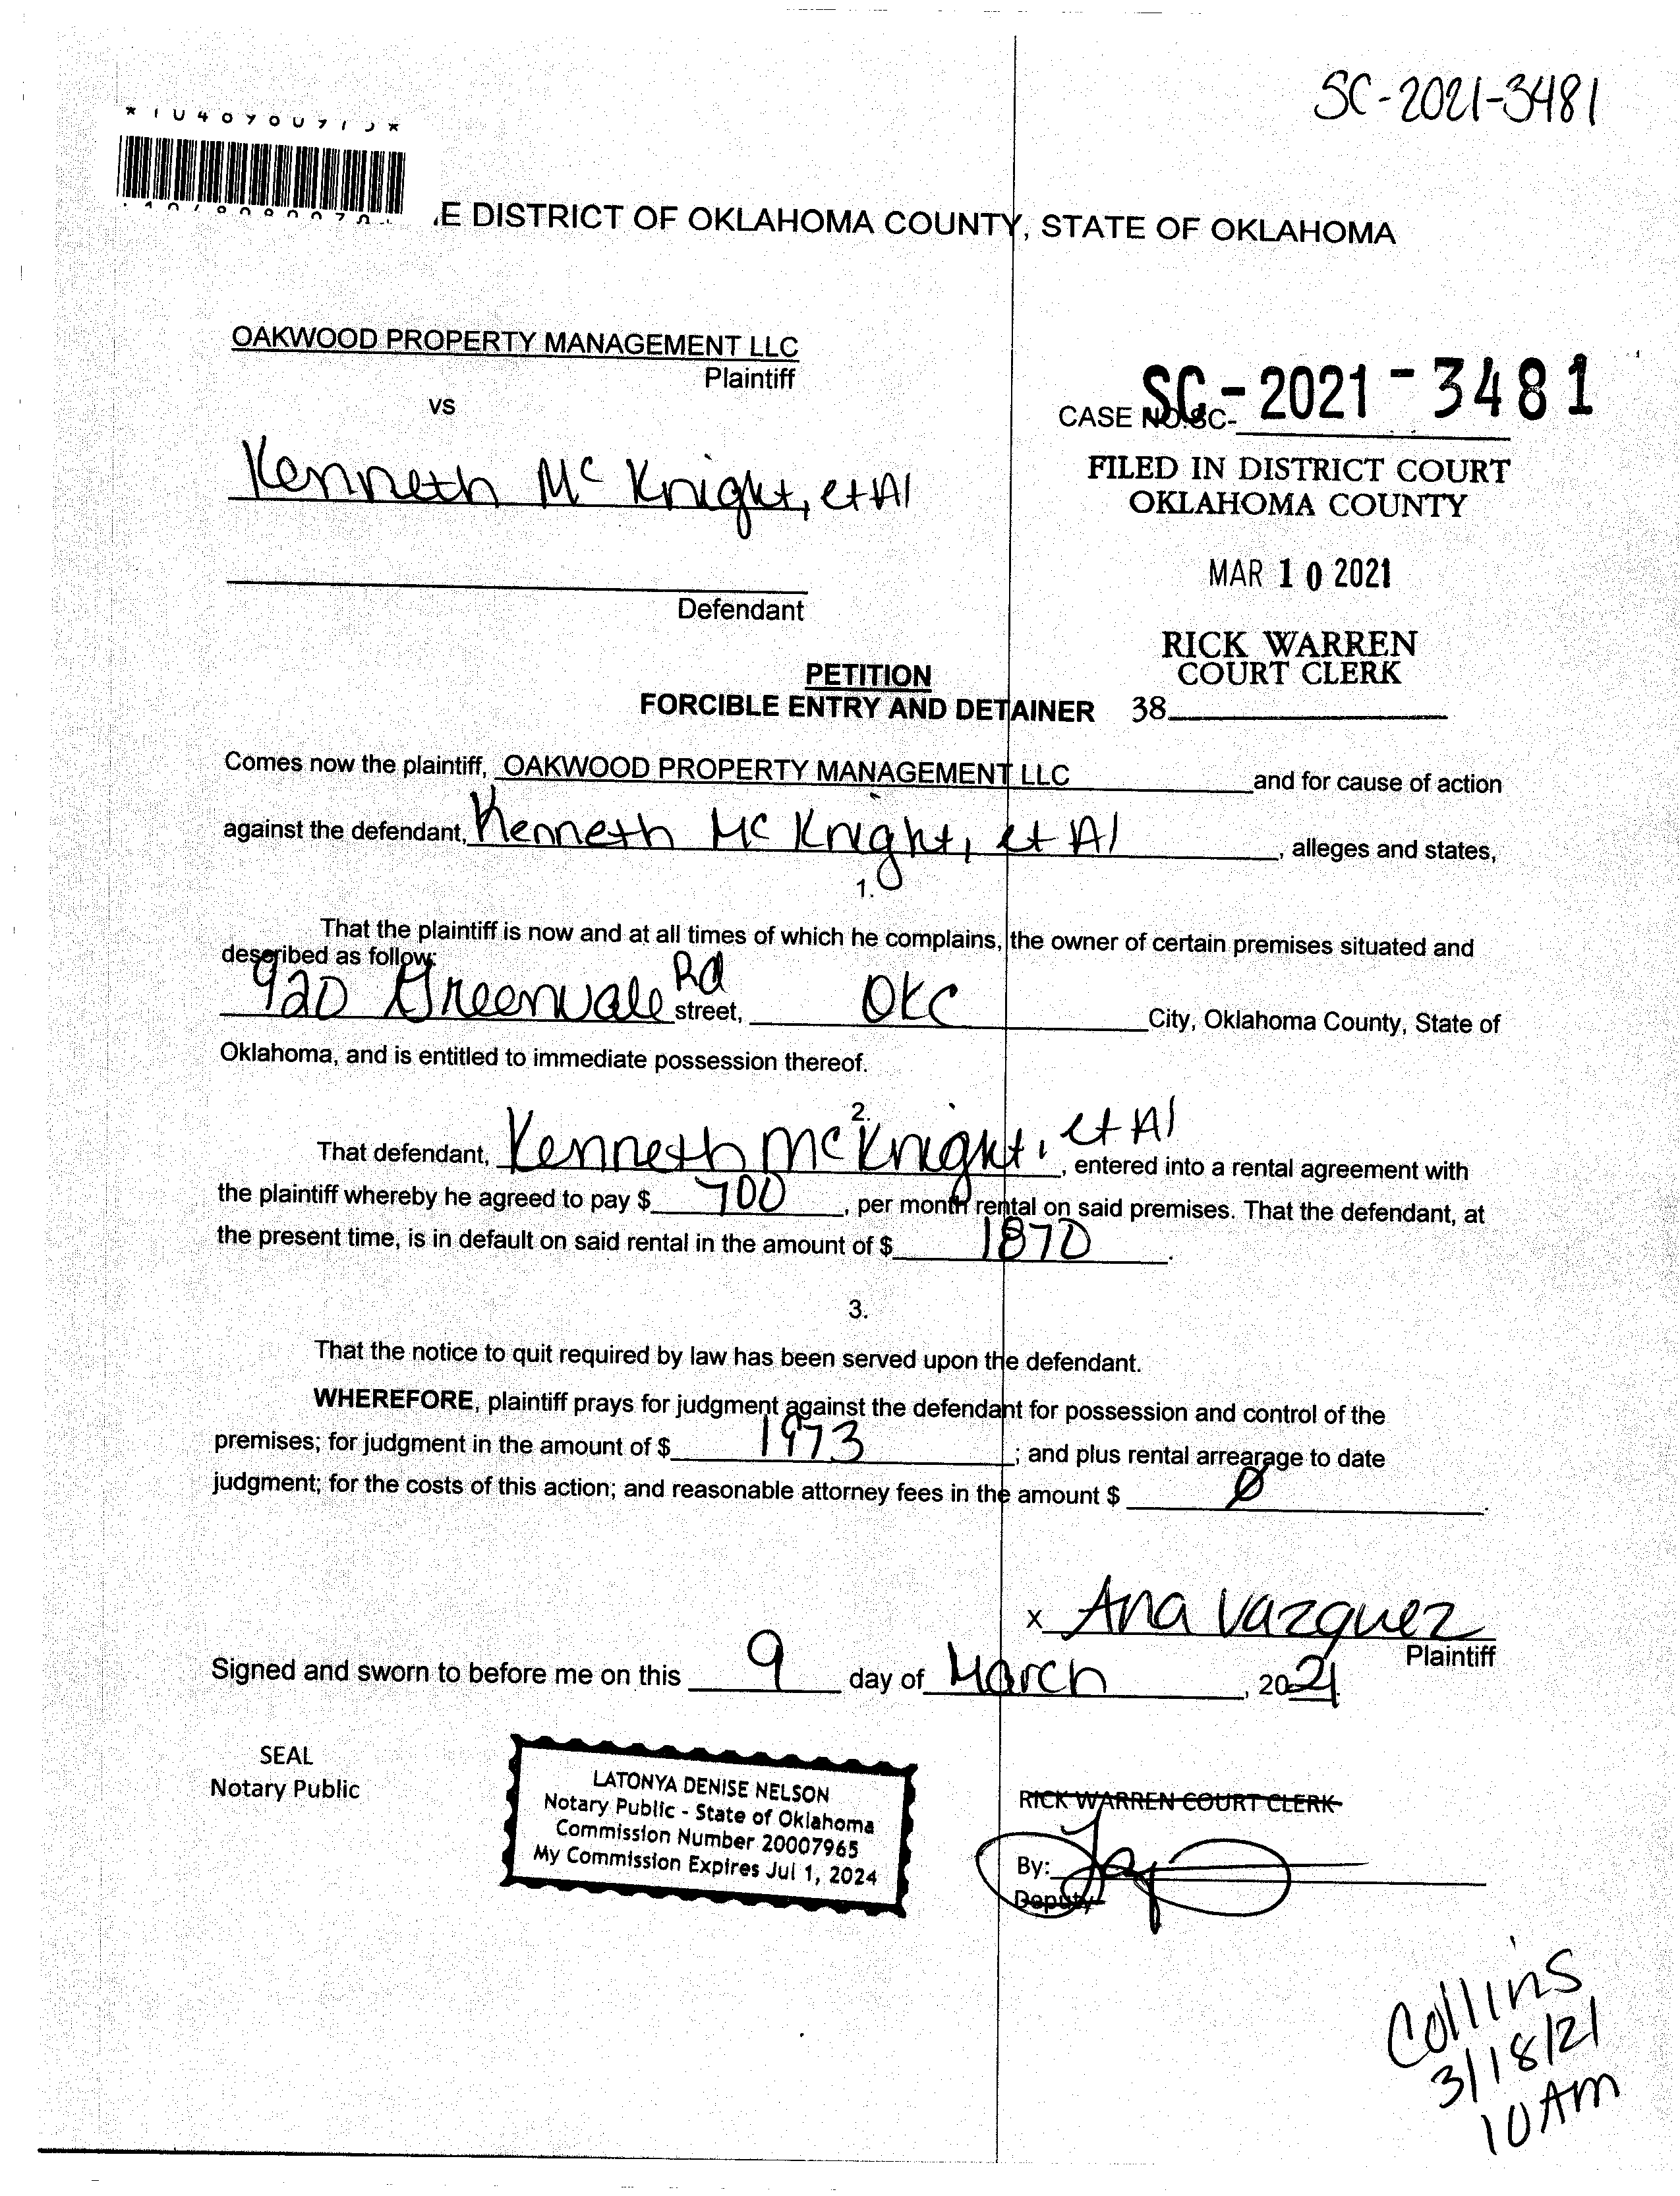 SC-2021-3481
E DISTRICT OF OKLAHOMA COUNTY, STATE OF OKLAHOMA
OAKWOOD PROPERTY MANAGEMENT LLC
Plaintiff
vs
CASE NO. SC- SC-2021-3481
Kenneth Mc Knight, et Al
FILED IN DISTRICT COURT
OKLAHOMA COUNTY
MAR 10 2021
Defendant
RICK WARREN
COURT CLERK
PETITION
FORCIBLE ENTRY AND DETAINER 38
Comes now the plaintiff, OAKWOOD PROPERTY MANAGEMENT LLC and for cause of action
against the defendant, Kenneth Mc Knight, et Al , alleges and states,
1.
That the plaintiff is now and at all times of which he complains, the owner of certain premises situated and
described as follow:
920 Greenvale Rd street, OKC City, Oklahoma County, State of
Oklahoma, and is entitled to immediate possession thereof.
2.
That defendant, Kenneth McKnight, et Al , entered into a rental agreement with
the plaintiff whereby he agreed to pay $ 700 , per month rental on said premises. That the defendant, at
the present time, is in default on said rental in the amount of $ 1870 .
3.
That the notice to quit required by law has been served upon the defendant.
WHEREFORE, plaintiff prays for judgment against the defendant for possession and control of the
premises; for judgment in the amount of $ 1973 ; and plus rental arrearage to date
judgment; for the costs of this action; and reasonable attorney fees in the amount $ Ø .
x Ana Vazquez
Plaintiff
Signed and sworn to before me on this 9 day of March , 2021
SEAL
Notary Public
LATONYA DENISE NELSON
Notary Public - State of Oklahoma
Commission Number 20007965
My Commission Expires Jul 1, 2024
RICK WARREN COURT CLERK
By:
Deputy
Collins
3/18/21
10 AM